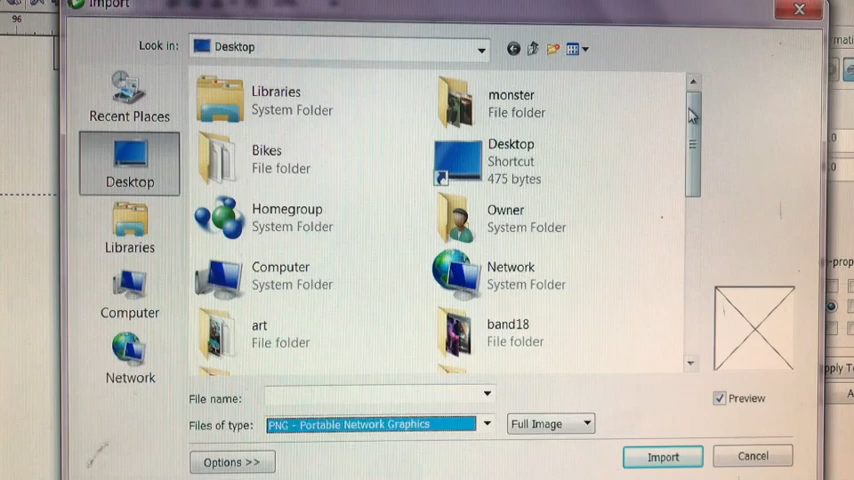 Import
96
Look in:
Desktop
Recent Places
Desktop
Libraries
Computer
Network
Libraries
System Folder
monster
File folder
Bikes
File folder
Desktop
Shortcut
475 bytes
Homegroup
System Folder
Owner
System Folder
Computer
System Folder
Network
System Folder
art
File folder
band18
File folder
File name:
Files of type:
PNG - Portable Network Graphics
Full Image
Preview
Options >>
Import
Cancel